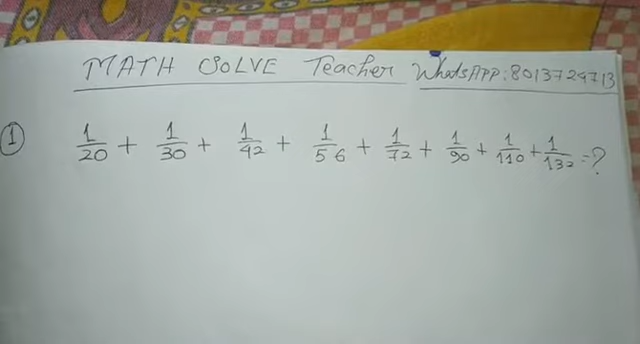 MATH SOLVE Teacher WhatsAPP:8013729713
1 1/20 + 1/30 + 1/42 + 1/56 + 1/72 + 1/90 + 1/110 + 1/132 = ?